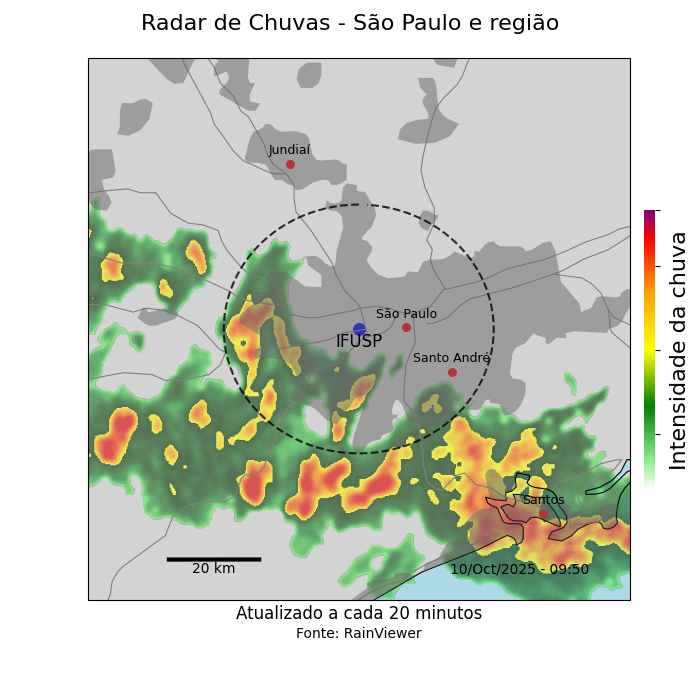 Radar de Chuvas - São Paulo e região
Jundiaí
São Paulo
IFUSP
Santo André
Santos
20 km
10/Oct/2025 - 09:50
Intensidade da chuva
Atualizado a cada 20 minutos
Fonte: RainViewer